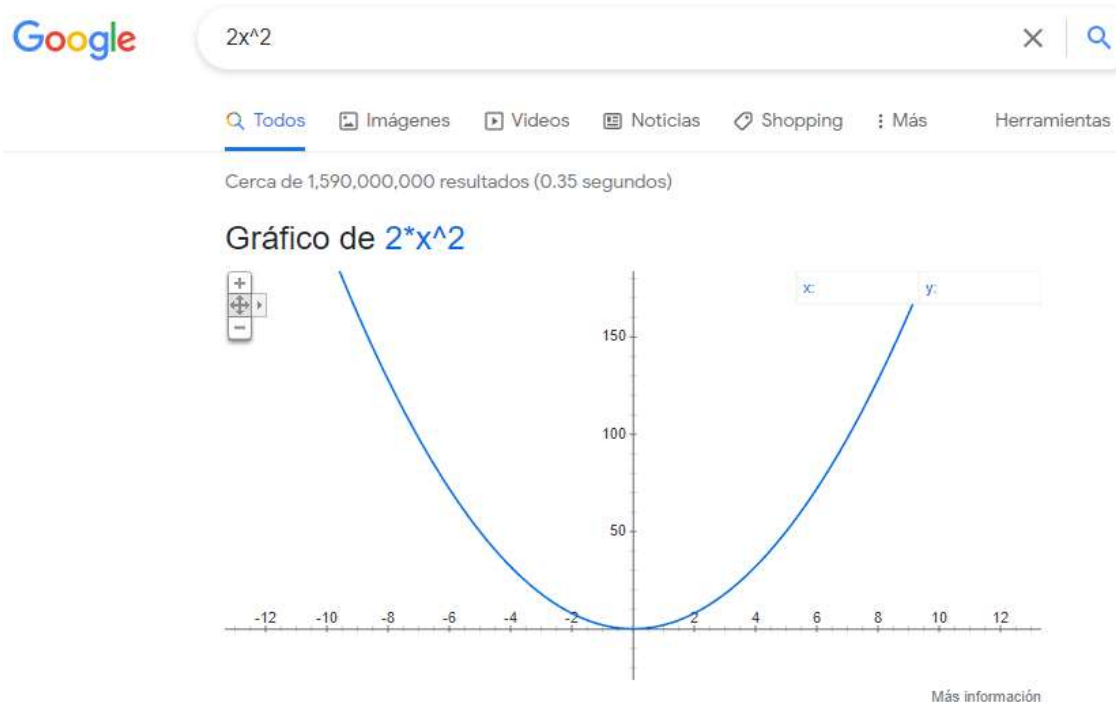 Google
2x^2
Todos Imágenes Videos Noticias Shopping Más Herramientas
Cerca de 1,590,000,000 resultados (0.35 segundos)
Gráfico de 2*x^2
x: y:
150
100
50
-12 -10 -8 -6 -4 -2 2 4 6 8 10 12
Más información